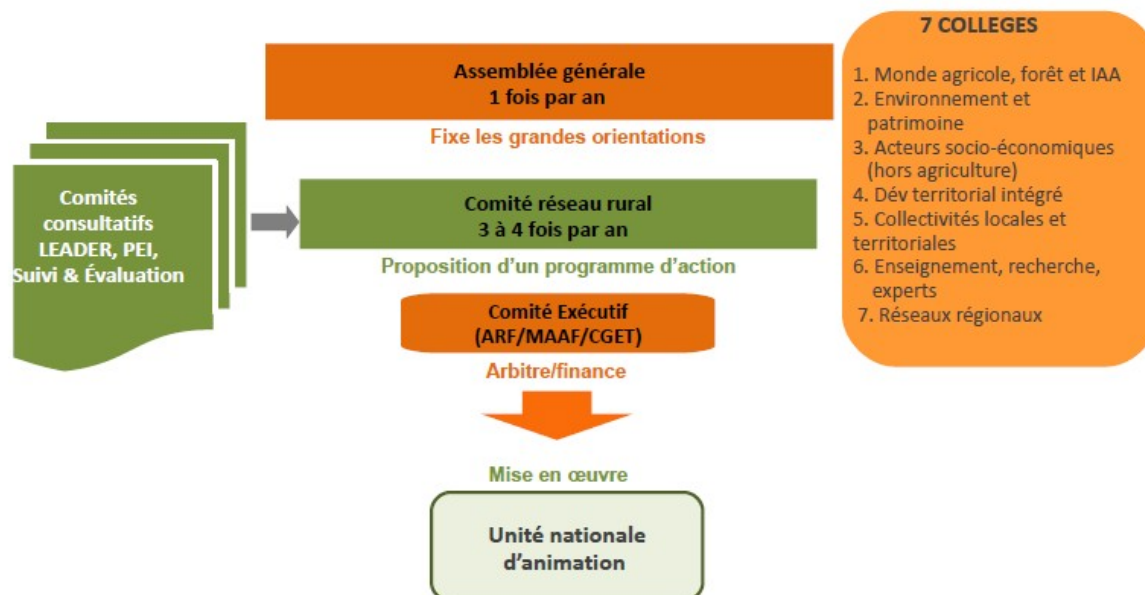 Assemblée générale
1 fois par an
Fixe les grandes orientations
Comités
consultatifs
LEADER, PEI,
Suivi & Évaluation
Comité réseau rural
3 à 4 fois par an
Proposition d'un programme d'action
Comité Exécutif
(ARF/MAAF/CGET)
Arbitre/finance
Mise en œuvre
Unité nationale
d'animation
7 COLLEGES
1. Monde agricole, forêt et IAA
2. Environnement et
patrimoine
3. Acteurs socio-économiques
(hors agriculture)
4. Dév territorial intégré
5. Collectivités locales et
territoriales
6. Enseignement, recherche,
experts
7. Réseaux régionaux